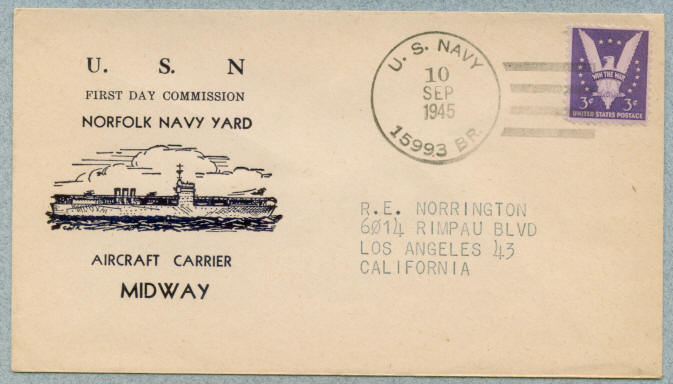 U. S. N
FIRST DAY COMMISSION
NORFOLK NAVY YARD
AIRCRAFT CARRIER
MIDWAY
U. S. NAVY
10
SEP
1945
15993 BR.
WIN THE WAR
3¢ 3¢
UNITED STATES POSTAGE
R.E. NORRINGTON
6014 RIMPAU BLVD
LOS ANGELES 43
CALIFORNIA